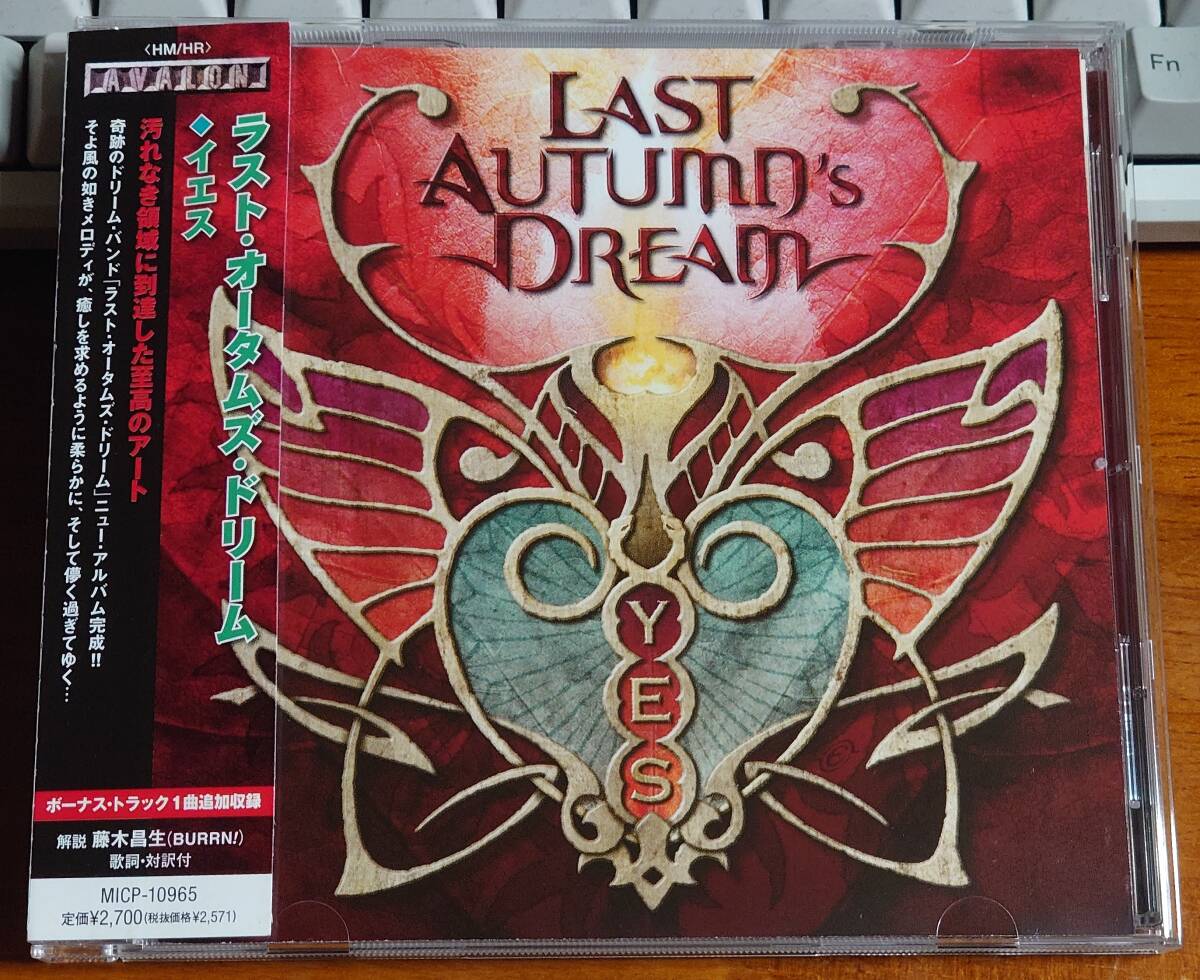 〈HM/HR〉
AVALON
ラスト・オータムズ・ドリーム
◆イエス
汚れなき領域に到達した至高のアート
奇跡のドリーム・バンド「ラスト・オータムズ・ドリーム」ニュー・アルバム完成!!
そよ風の如きメロディが、癒しを求めるように柔らかに、そして儚く過ぎてゆく…
ボーナス・トラック1曲追加収録
解説 藤木昌生(BURRN!)
歌詞・対訳付
MICP-10965
定価¥2,700(税抜価格¥2,571)
LAST
AUTUMN'S
DREAM
YES
Fn